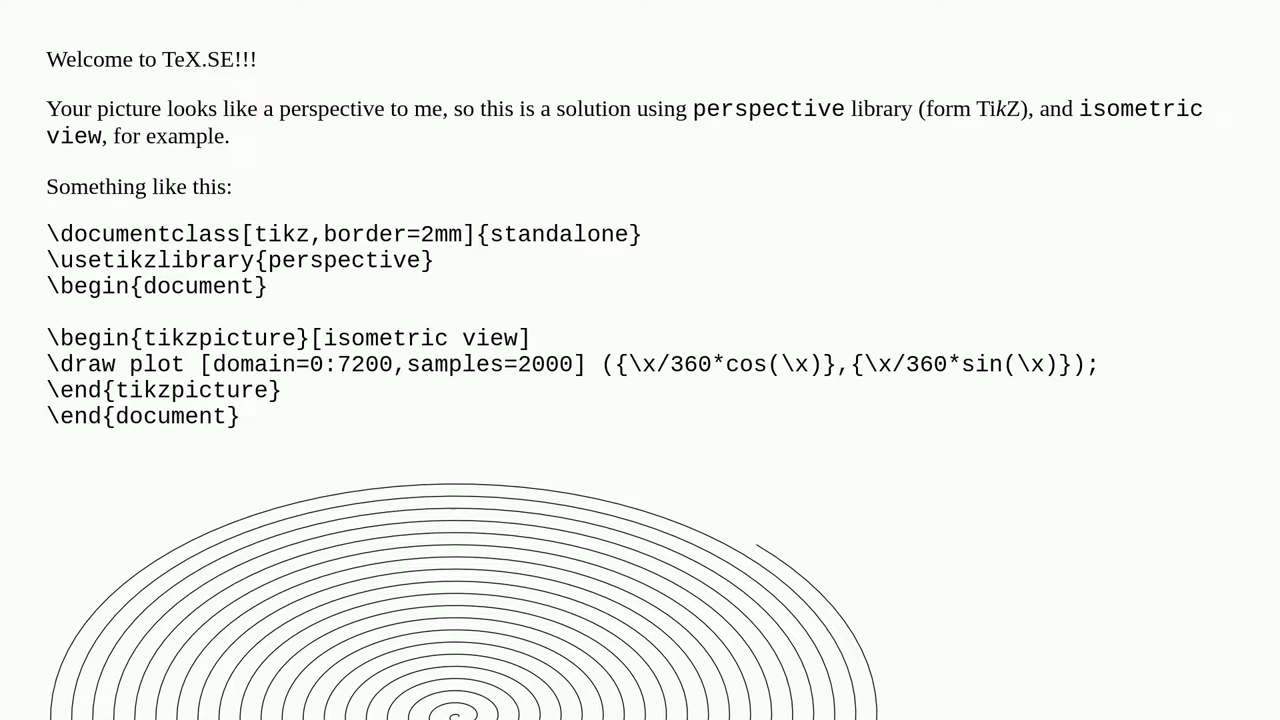 Welcome to TeX.SE!!!
Your picture looks like a perspective to me, so this is a solution using perspective library (form TikZ), and isometric
view, for example.
Something like this:
\documentclass[tikz,border=2mm]{standalone}
\usetikzlibrary{perspective}
\begin{document}
\begin{tikzpicture}[isometric view]
\draw plot [domain=0:7200,samples=2000] ({\x/360*cos(\x)},{\x/360*sin(\x)});
\end{tikzpicture}
\end{document}